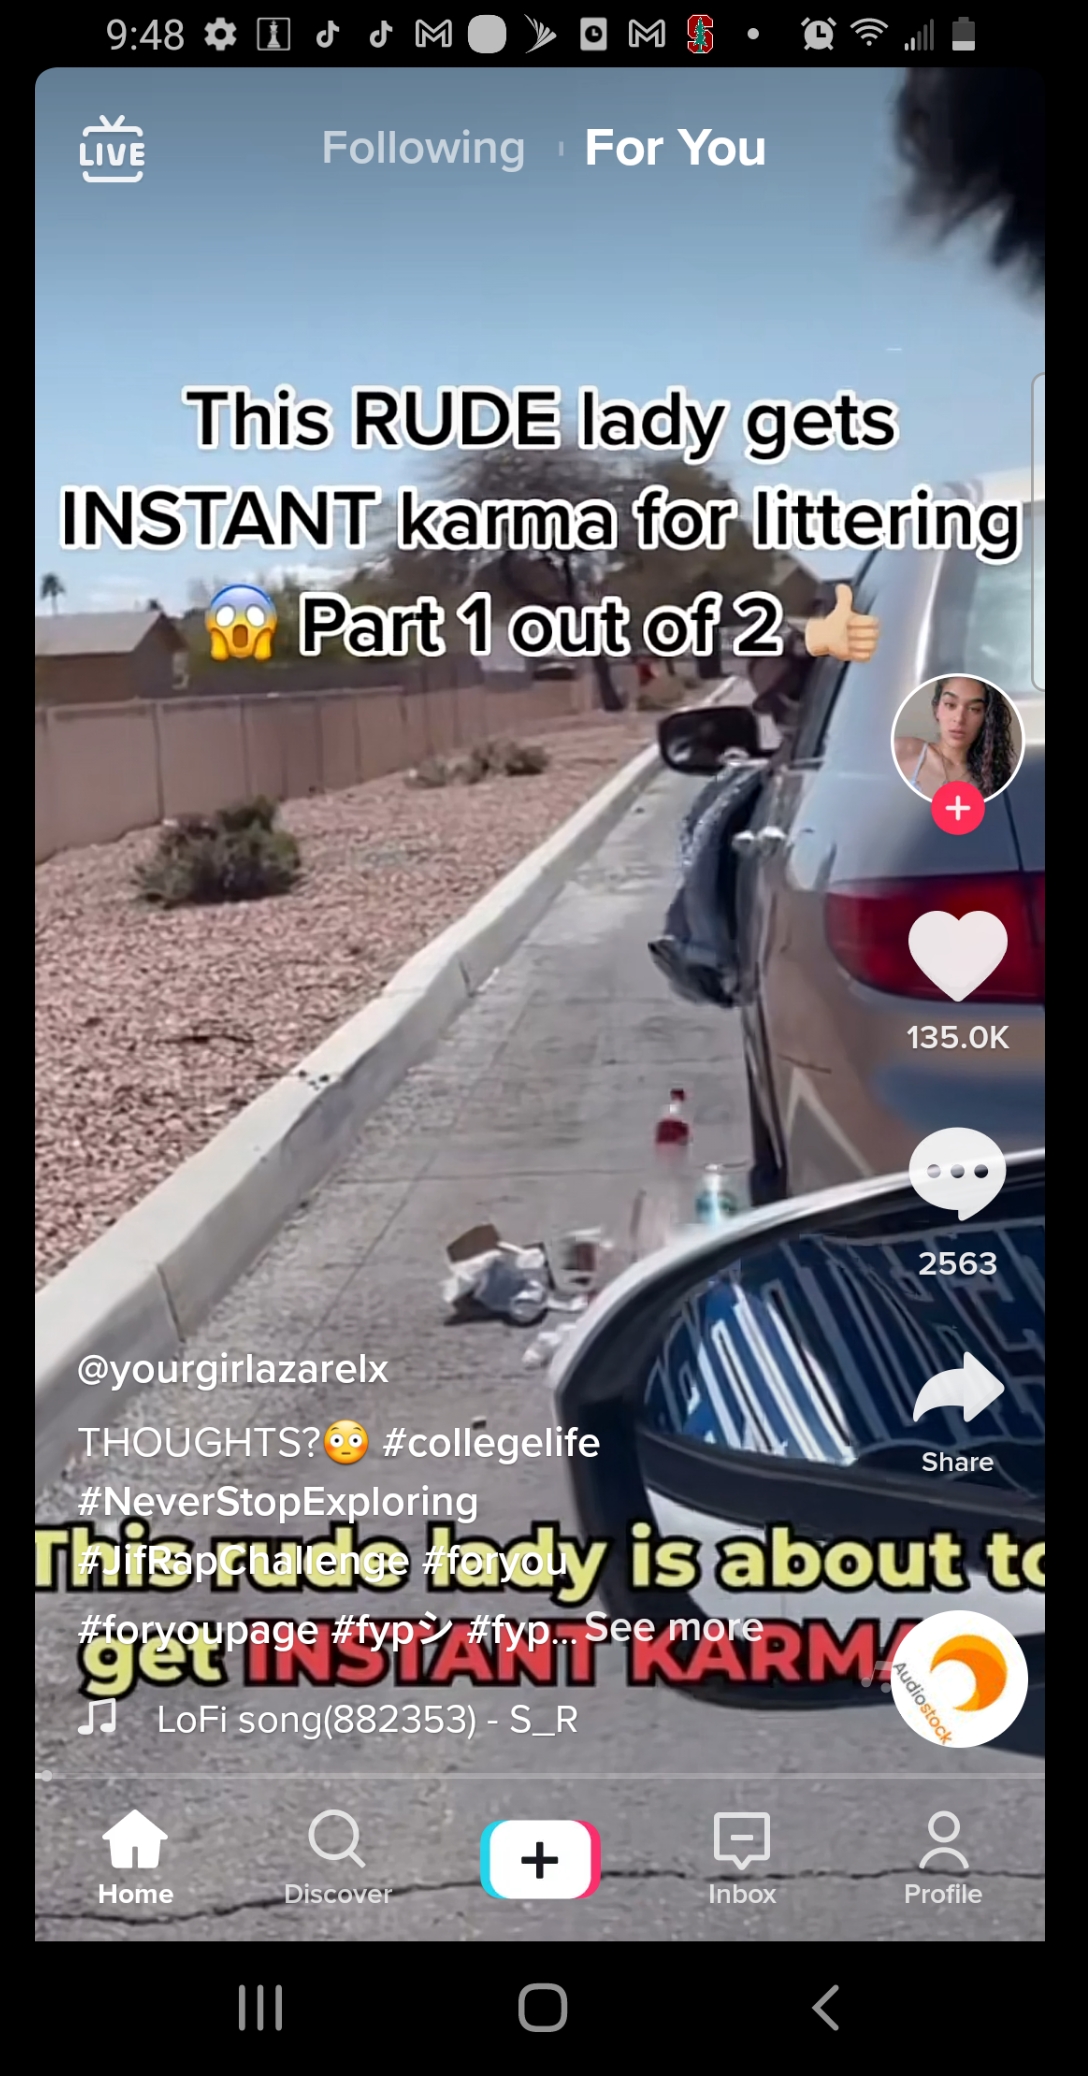 9:48
LIVE
Following
For You
This RUDE lady gets
INSTANT karma for littering
😱 Part 1 out of 2 👍🏼
135.0K
2563
Share
@yourgirlazarelx
THOUGHTS?😳 #collegelife
#NeverStopExploring
#JifRapChallenge #foryou
#foryoupage #fypシ #fyp... See more
This rude lady is about to
get INSTANT KARMA
Audiostock
LoFi song(882353) - S_R
Home
Discover
Inbox
Profile